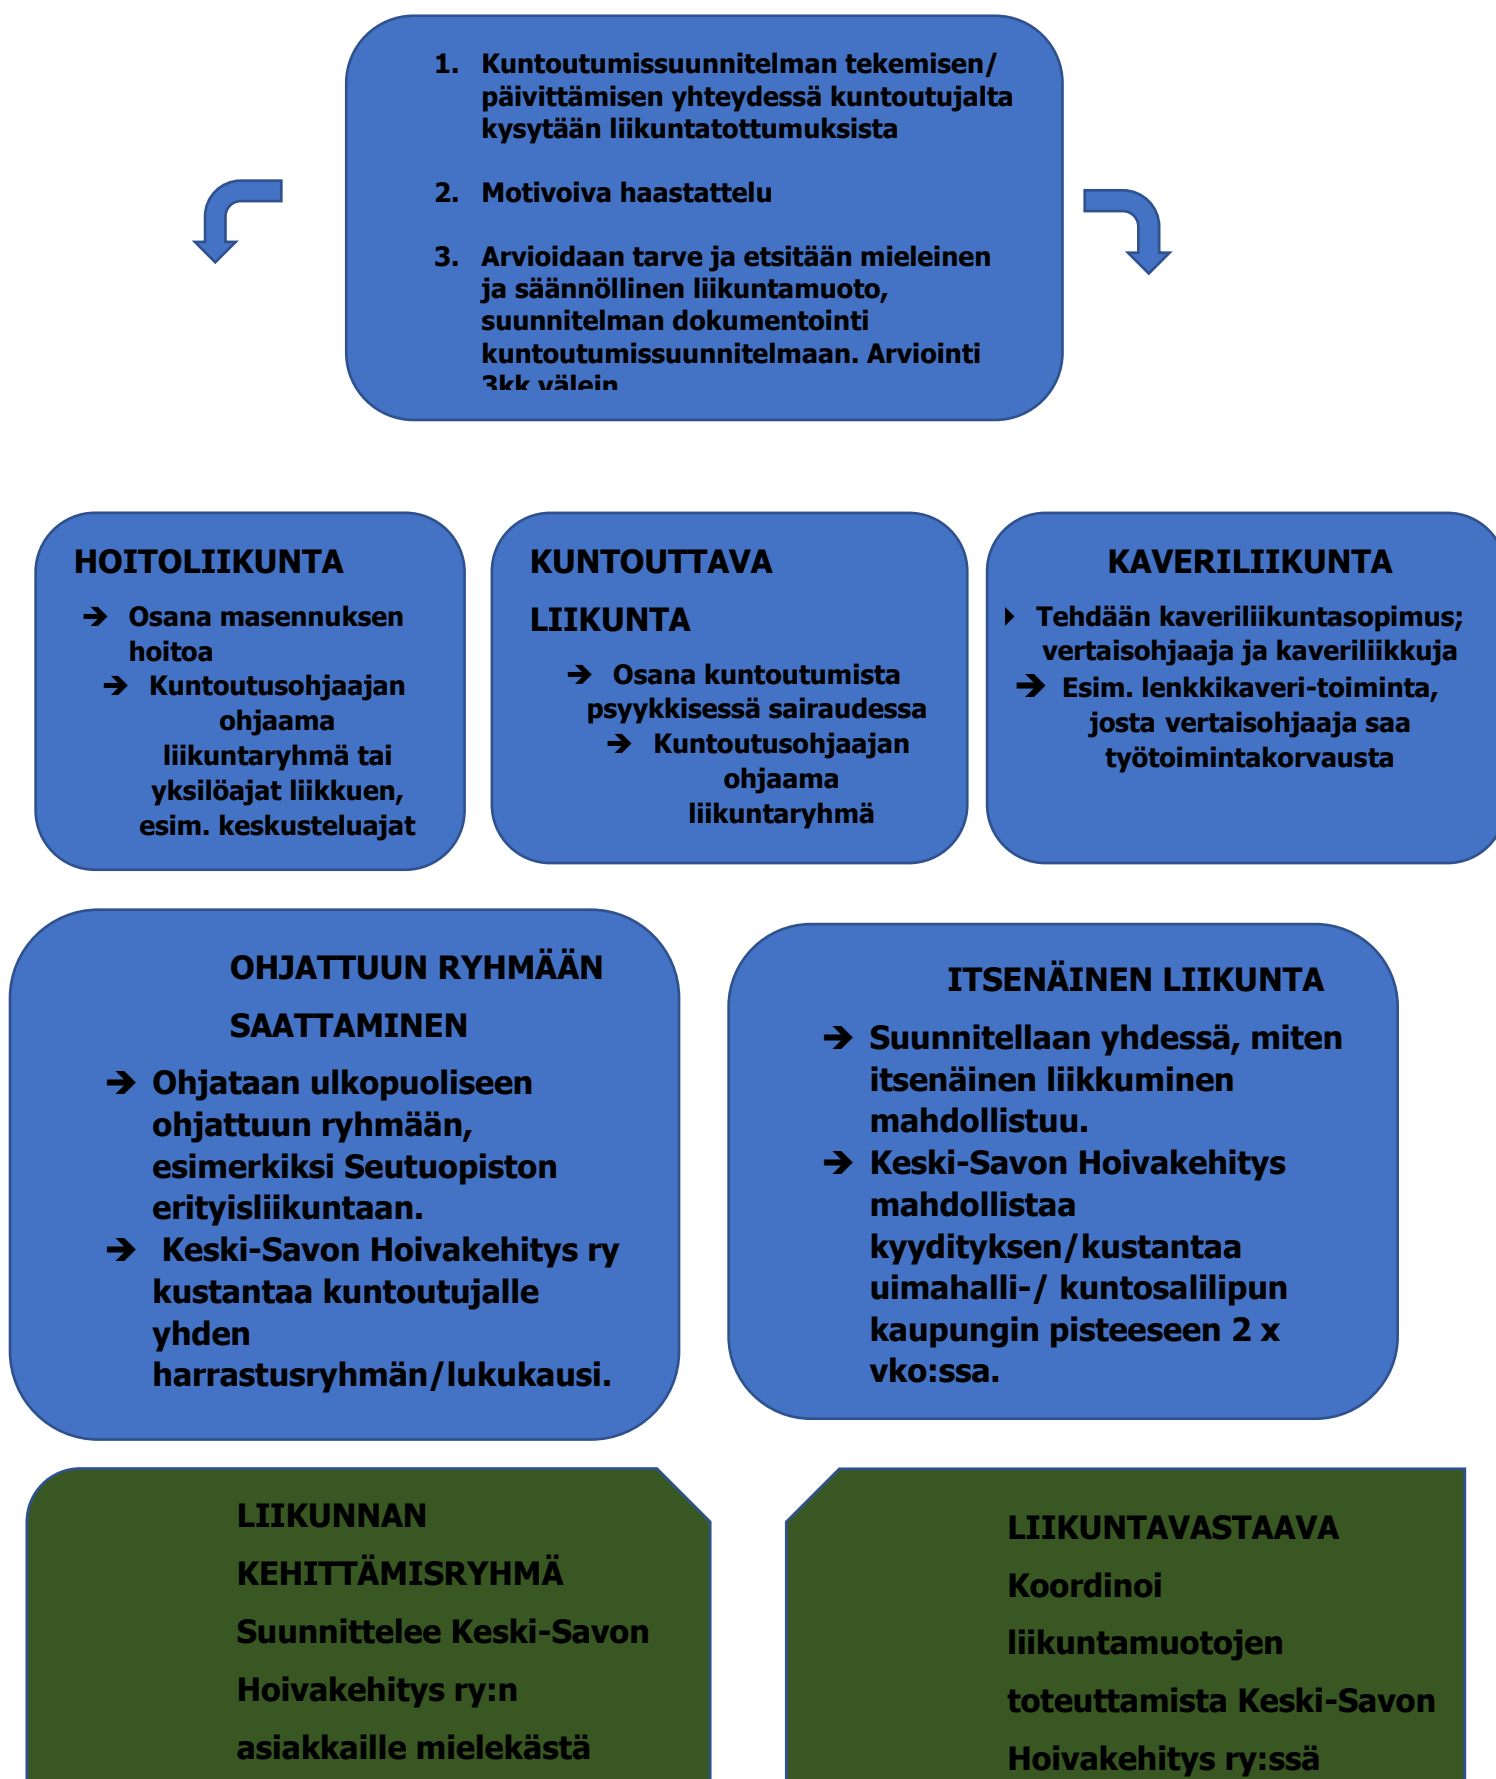 1. Kuntoutumissuunnitelman tekemisen/
päivittämisen yhteydessä kuntoutujalta
kysytään liikuntatottumuksista
2. Motivoiva haastattelu
3. Arvioidaan tarve ja etsitään mieleinen
ja säännöllinen liikuntamuoto,
suunnitelman dokumentointi
kuntoutumissuunnitelmaan. Arviointi
3kk välein
HOITOLIIKUNTA
➔ Osana masennuksen
hoitoa
➔ Kuntoutusohjaajan
ohjaama
liikuntaryhmä tai
yksilöajat liikkuen,
esim. keskusteluajat
KUNTOUTTAVA
LIIKUNTA
➔ Osana kuntoutumista
psyykkisessä sairaudessa
➔ Kuntoutusohjaajan
ohjaama
liikuntaryhmä
KAVERILIIKUNTA
➔ Tehdään kaveriliikuntasopimus;
vertaisohjaaja ja kaveriliikkuja
➔ Esim. lenkkikaveri-toiminta,
josta vertaisohjaaja saa
työtoimintakorvausta
OHJATTUUN RYHMÄÄN
SAATTAMINEN
➔ Ohjataan ulkopuoliseen
ohjattuun ryhmään,
esimerkiksi Seutuopiston
erityisliikuntaan.
➔ Keski-Savon Hoivakehitys ry
kustantaa kuntoutujalle
yhden
harrastusryhmän/lukukausi.
ITSENÄINEN LIIKUNTA
➔ Suunnitellaan yhdessä, miten
itsenäinen liikkuminen
mahdollistuu.
➔ Keski-Savon Hoivakehitys
mahdollistaa
kyydityksen/kustantaa
uimahalli-/ kuntosalilipun
kaupungin pisteeseen 2 x
vko:ssa.
LIIKUNNAN
KEHITTÄMISRYHMÄ
Suunnittelee Keski-Savon
Hoivakehitys ry:n
asiakkaille mielekästä
LIIKUNTAVASTAAVA
Koordinoi
liikuntamuotojen
toteuttamista Keski-Savon
Hoivakehitys ry:ssä